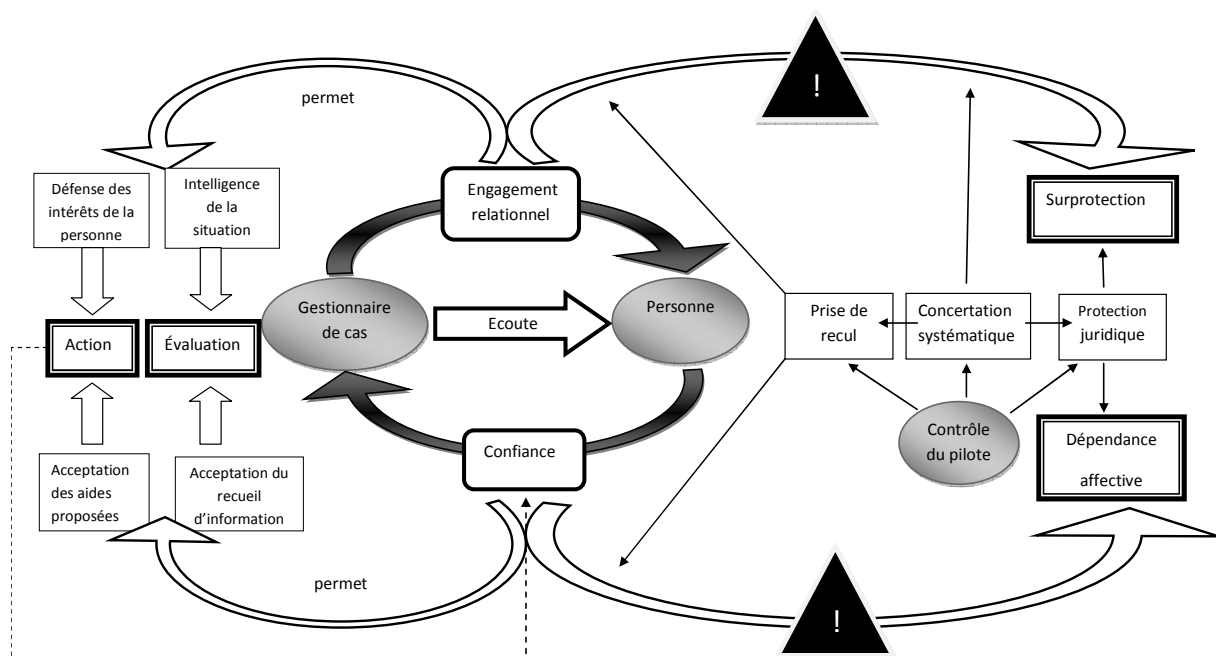 !
permet
Engagement
relationnel
Défense des
intérêts de la
personne
Intelligence
de la
situation
Surprotection
Gestionnaire
de cas
Ecoute
Personne
Prise de
recul
Concertation
systématique
Protection
juridique
Action
Évaluation
Contrôle
du pilote
Dépendance
affective
Confiance
Acceptation
des aides
proposées
Acceptation du
recueil
d’information
permet
!